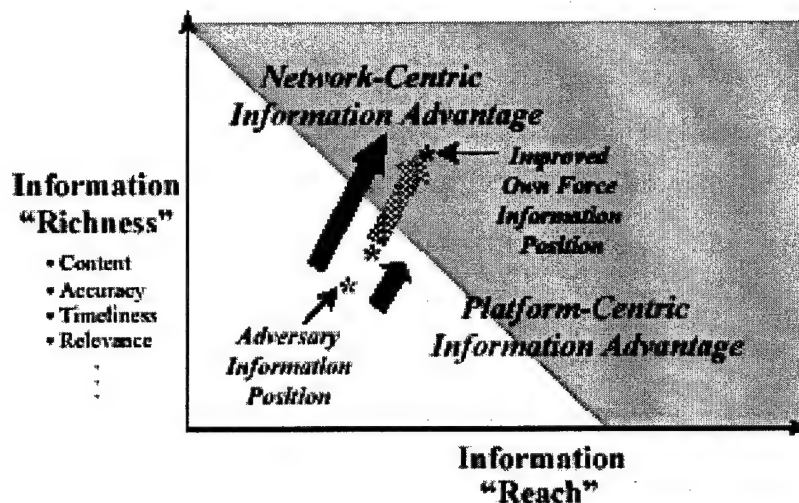 Network-Centric
Information Advantage
Improved
Own Force
Information
Position
Information
“Richness”
• Content
• Accuracy
• Timeliness
• Relevance
Platform-Centric
Information Advantage
Adversary
Information
Position
Information
“Reach”